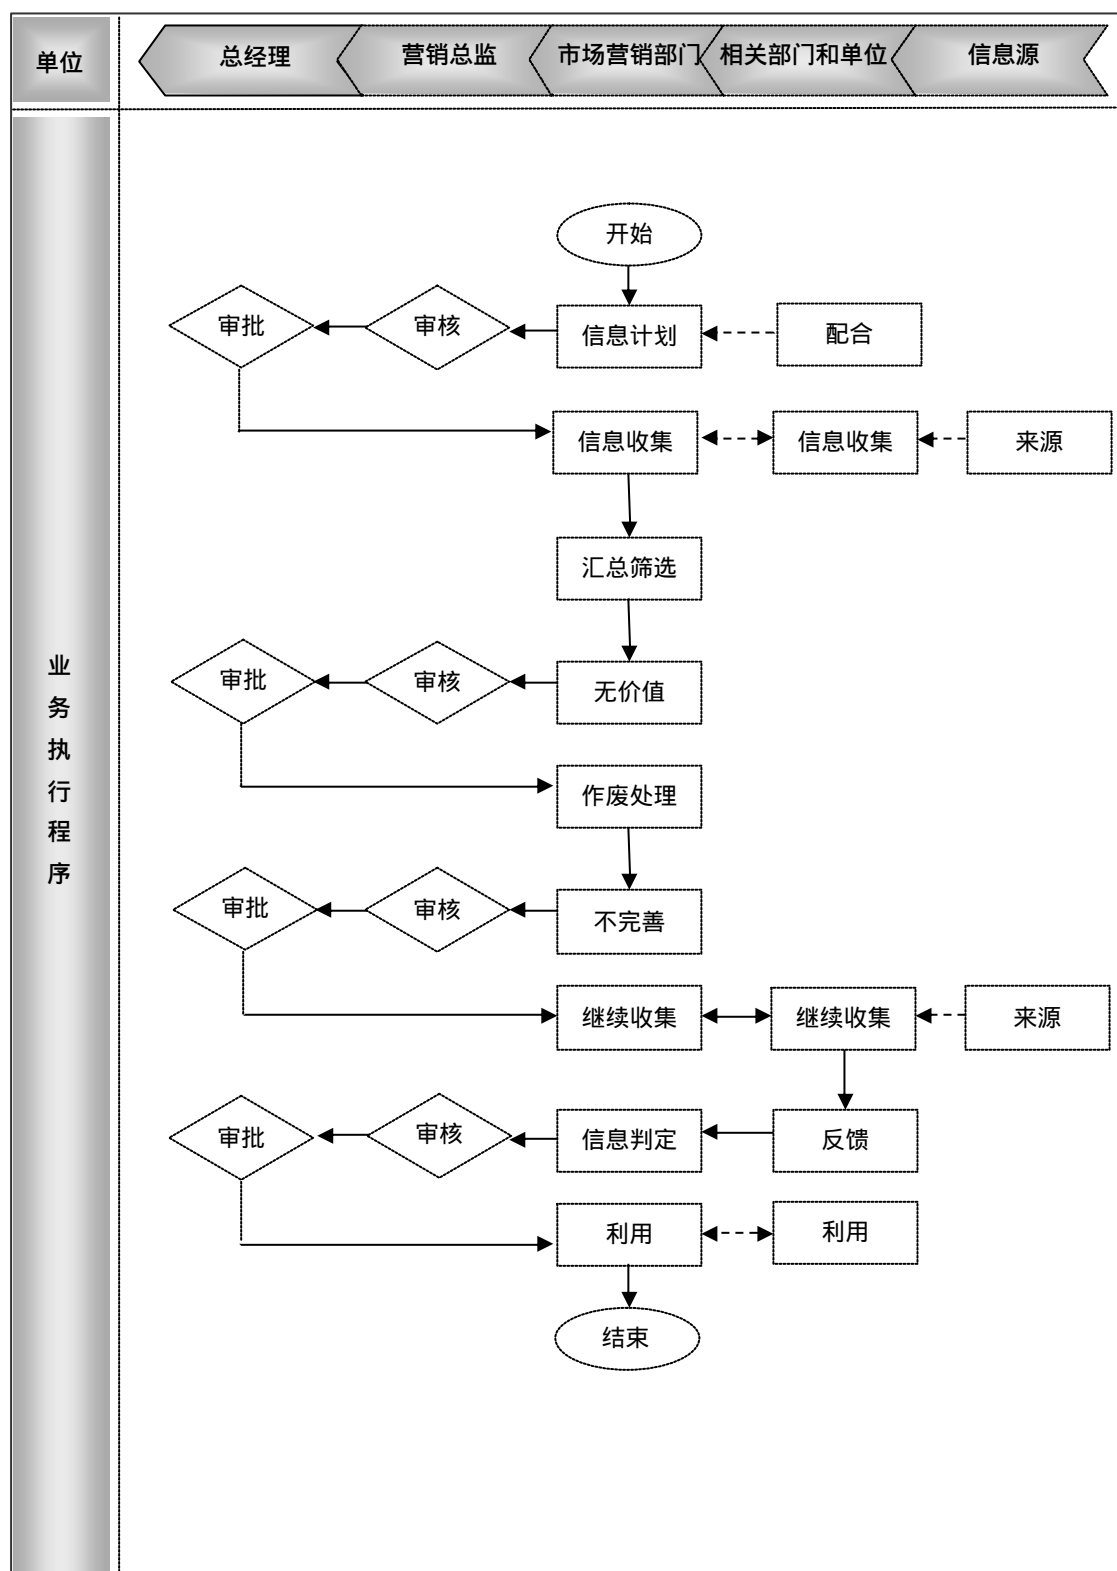 单位
总经理
营销总监
市场营销部门
相关部门和单位
信息源
开始
审批
审核
信息计划
配合
信息收集
信息收集
来源
汇总筛选
审批
审核
无价值
作废处理
业
务
执
行
程
序
审批
审核
不完善
继续收集
继续收集
来源
审批
审核
信息判定
反馈
利用
利用
结束